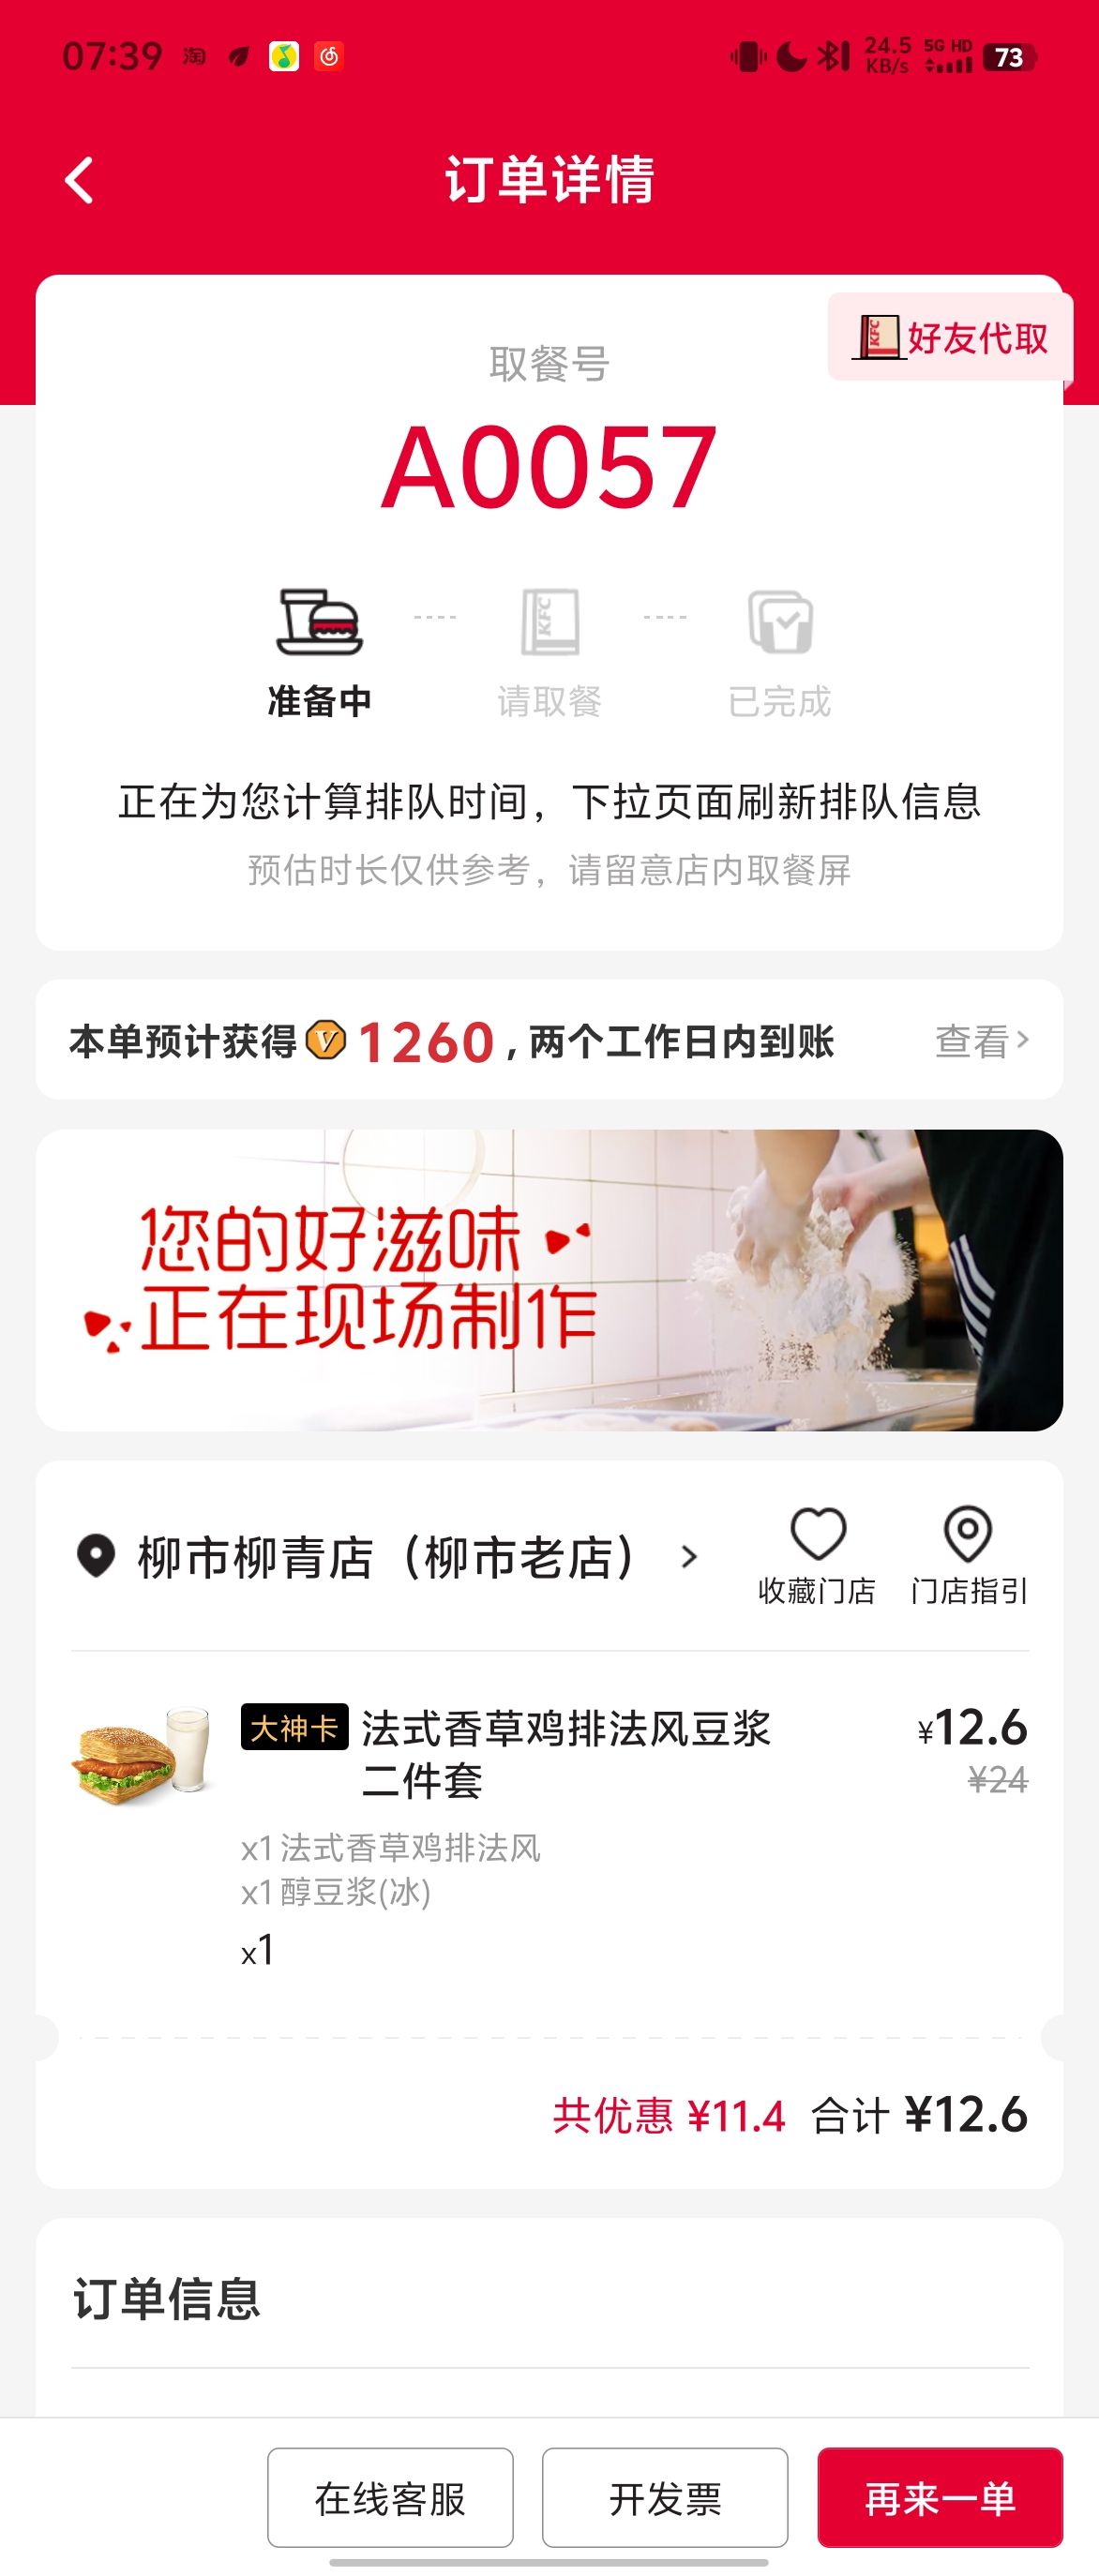 07:39 淘 24.5 KB/s 5G HD 73
订单详情
KFC 好友代取
取餐号
A0057
KFC
准备中 请取餐 已完成
正在为您计算排队时间，下拉页面刷新排队信息
预估时长仅供参考，请留意店内取餐屏
本单预计获得 V 1260，两个工作日内到账 查看
您的好滋味
正在现场制作
柳市柳青店（柳市老店）
收藏门店 门店指引
大神卡 法式香草鸡排法风豆浆 ¥12.6
二件套 ¥24
x1 法式香草鸡排法风
x1 醇豆浆(冰)
x1
共优惠 ¥11.4 合计 ¥12.6
订单信息
在线客服 开发票 再来一单